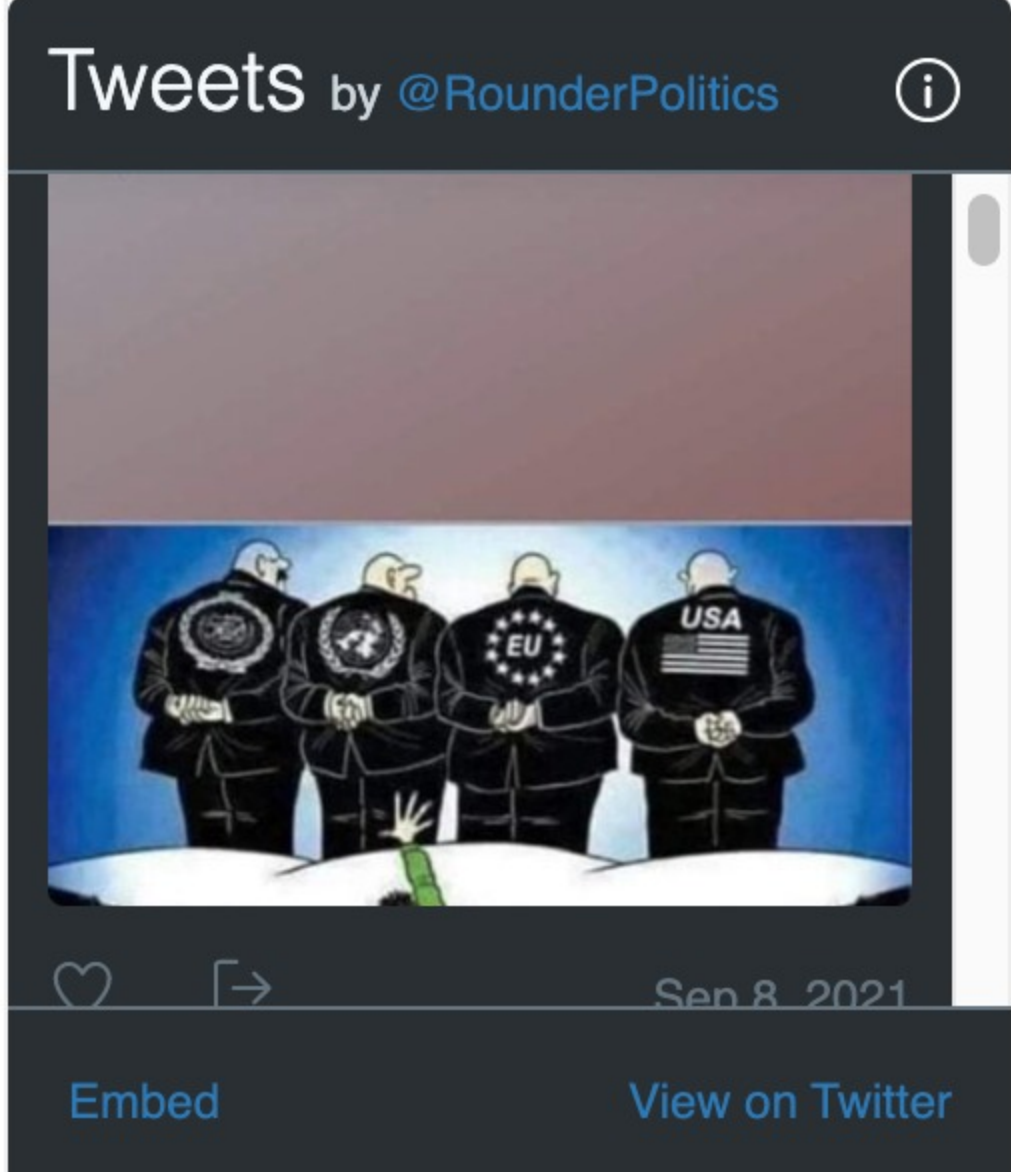 Tweets by @RounderPolitics
EU
USA
Sep 8, 2021
Embed
View on Twitter